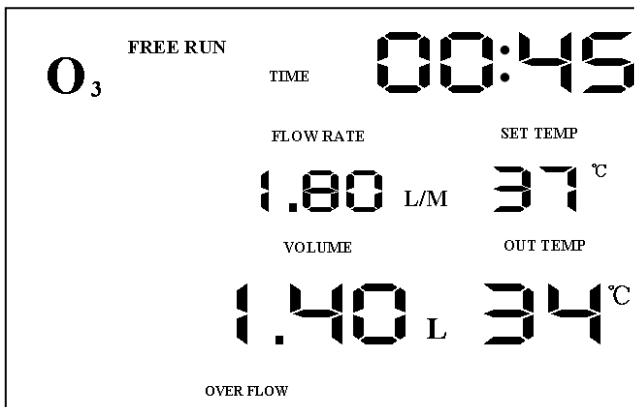 O3 FREE RUN TIME 00:45
FLOW RATE SET TEMP
1.80 L/M 37 ℃
VOLUME OUT TEMP
1.40 L 34 ℃
OVER FLOW